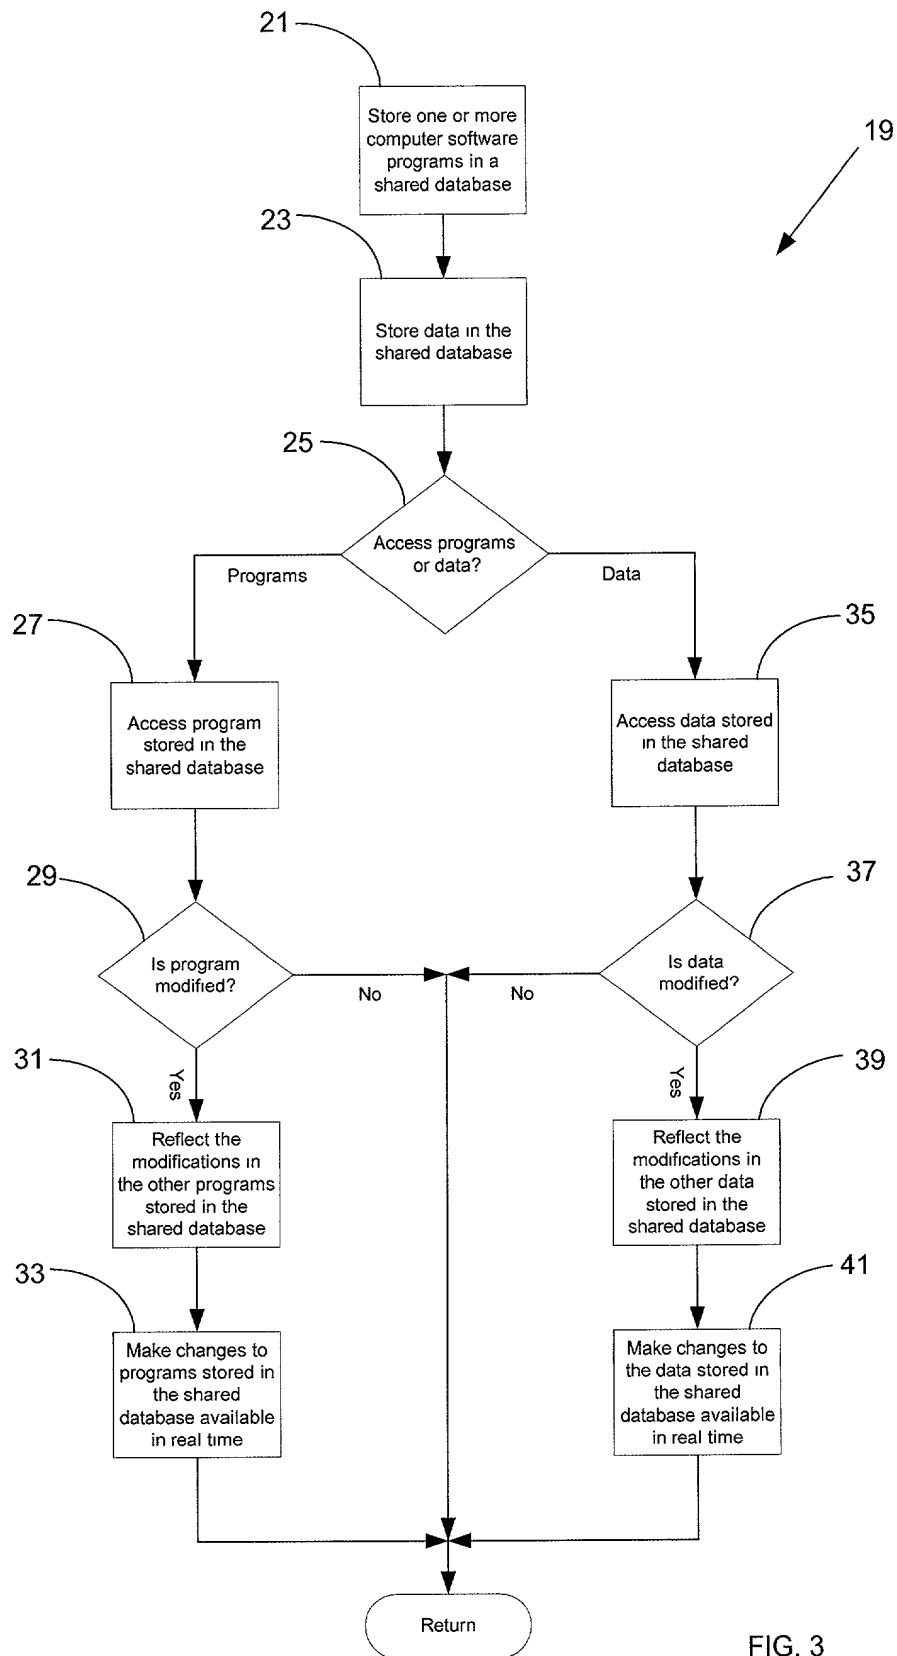 21
Store one or more
computer software
programs in a
shared database
19
23
Store data in the
shared database
25
Access programs
or data?
Programs
Data
27
35
Access program
stored in the
shared database
Access data stored
in the shared
database
29
37
Is program
modified?
Is data
modified?
No
No
31
Yes
Yes
39
Reflect the
modifications in
the other programs
stored in the
shared database
Reflect the
modifications in
the other data
stored in the
shared database
33
41
Make changes to
programs stored in
the shared
database available
in real time
Make changes to
the data stored in
the shared
database available
in real time
Return
FIG. 3